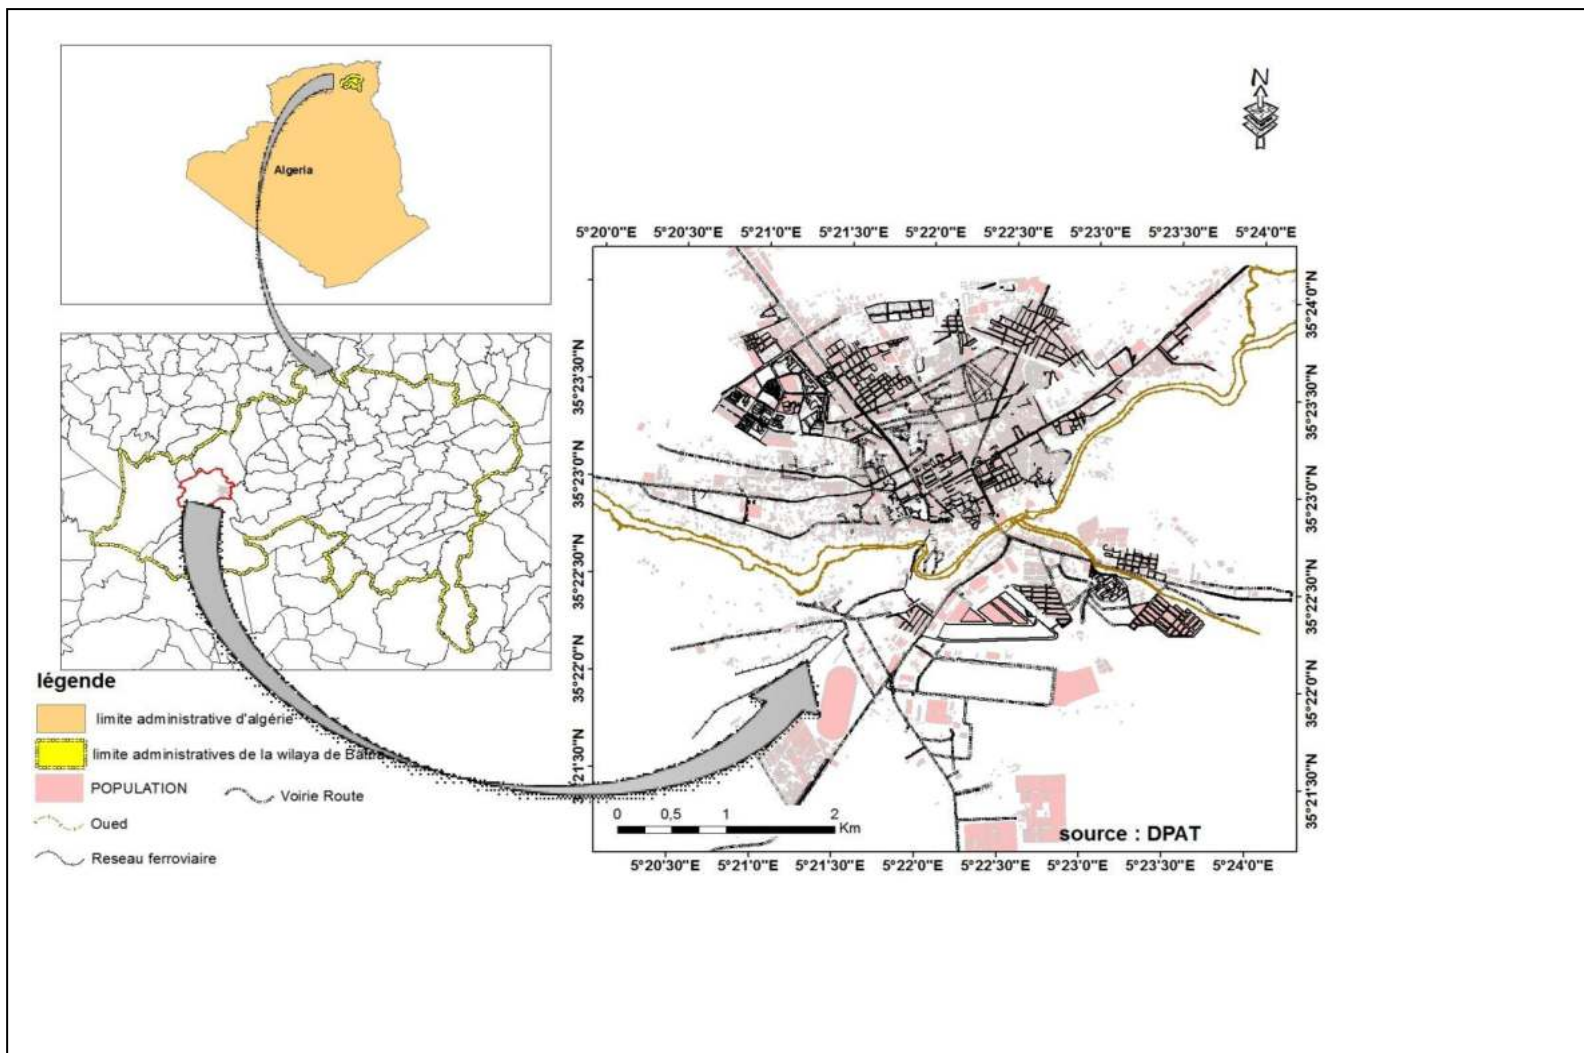 N
Algeria
5°20'0"E 5°20'30"E 5°21'0"E 5°21'30"E 5°22'0"E 5°22'30"E 5°23'0"E 5°23'30"E 5°24'0"E
35°23'30"N
35°23'0"N
35°22'30"N
35°22'0"N
35°21'30"N
35°24'0"N
35°23'30"N
35°23'0"N
35°22'30"N
35°22'0"N
35°21'30"N
légende
limite administrative d'algérie
limite administratives de la wilaya de
POPULATION
Voirie Route
Oued
Reseau ferroviaire
0 0,5 1 2
Km
source : DPAT
5°20'30"E 5°21'0"E 5°21'30"E 5°22'0"E 5°22'30"E 5°23'0"E 5°23'30"E 5°24'0"E